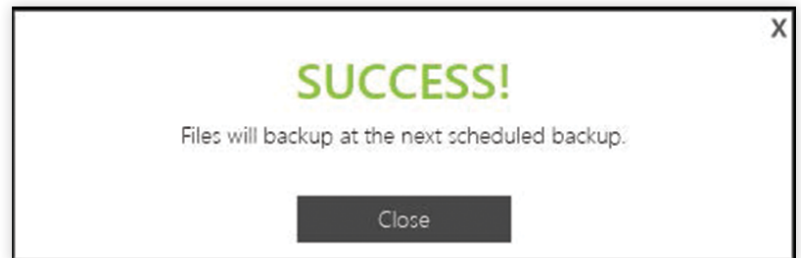 X
SUCCESS!
Files will backup at the next scheduled backup.
Close